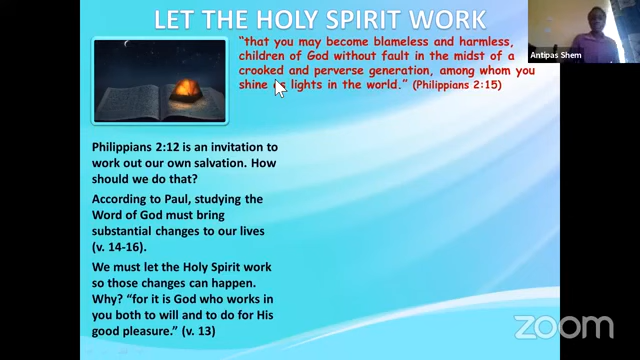 LET THE HOLY SPIRIT WORK
“that you may become blameless and harmless,
children of God without fault in the midst of a
crooked and perverse generation, among whom you
shine as lights in the world.” (Philippians 2:15)
Antipas Shem
Philippians 2:12 is an invitation to
work out our own salvation. How
should we do that?
According to Paul, studying the
Word of God must bring
substantial changes to our lives
(v. 14-16).
We must let the Holy Spirit work
so those changes can happen.
Why? “for it is God who works in
you both to will and to do for His
good pleasure.” (v. 13)
zoom